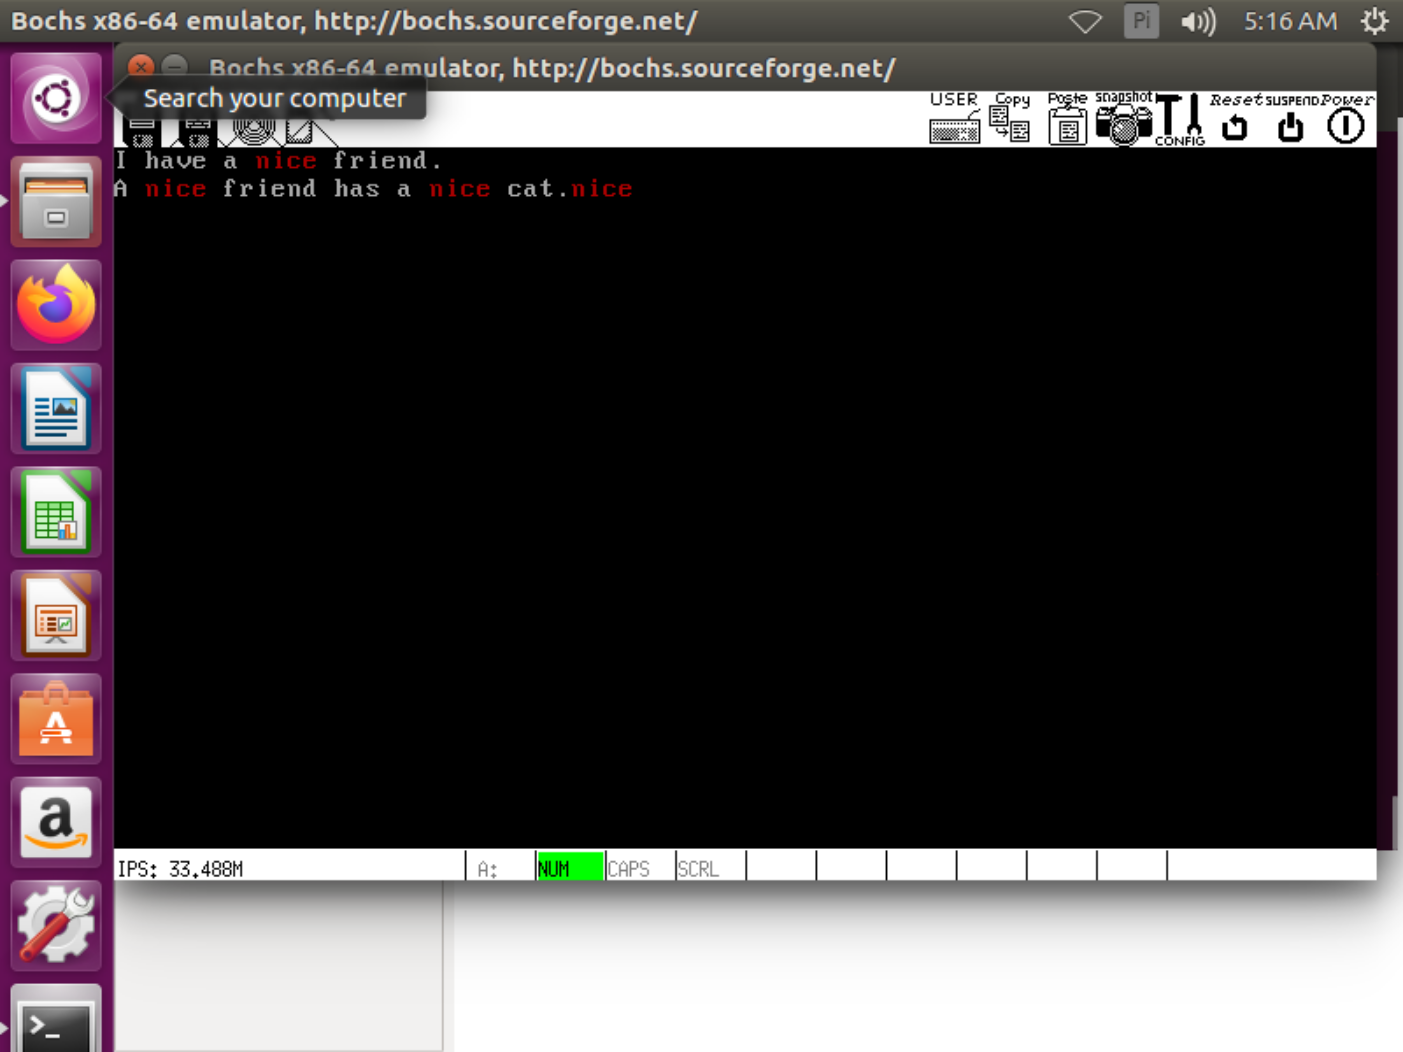 Bochs x86-64 emulator, http://bochs.sourceforge.net/
Pi
5:16 AM
Bochs x86-64 emulator, http://bochs.sourceforge.net/
Search your computer
USER
Copy
Paste
snapshot
CONFIG
Reset
SUSPEND
Power
I have a nice friend.
A nice friend has a nice cat.nice
IPS: 33.488M
A:
NUM
CAPS
SCRL